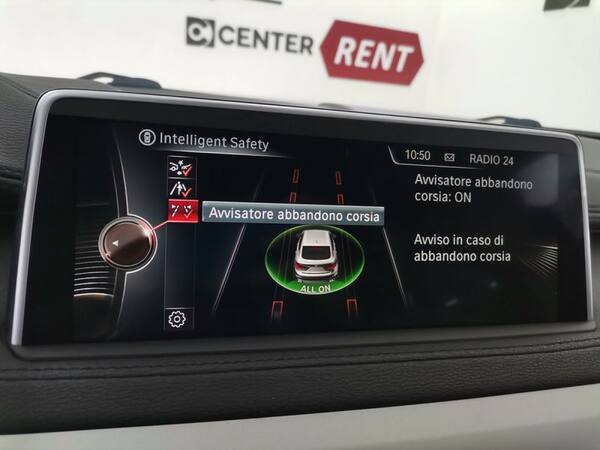 CENTER RENT
Intelligent Safety
10:50 RADIO 24
Avvisatore abbandono corsia
Avvisatore abbandono
corsia: ON
Avviso in caso di
abbandono corsia
ALL ON